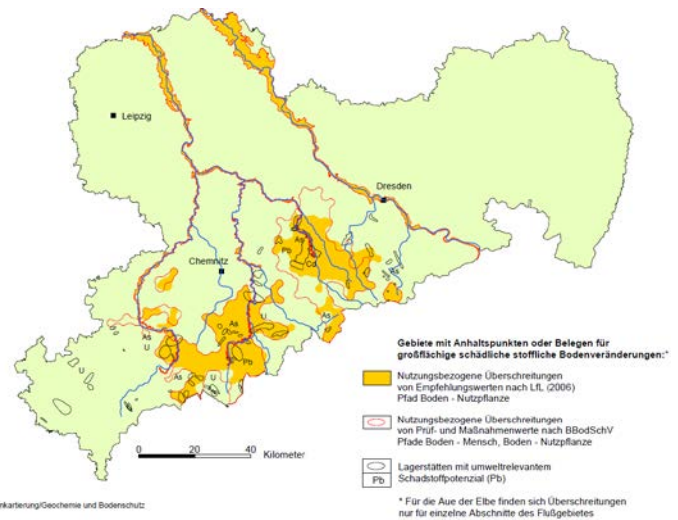 Leipzig
Dresden
Chemnitz
As
Pb
Cd
As
As
As
U
As
U
Pb
U
As
U
Gebiete mit Anhaltspunkten oder Belegen für
großflächige schädliche stoffliche Bodenveränderungen:*
Nutzungsbezogene Überschreitungen
von Empfehlungswerten nach LfL (2006)
Pfad Boden - Nutzpflanze
Nutzungsbezogene Überschreitungen
von Prüf- und Maßnahmenwerte nach BBodSchV
Pfade Boden - Mensch, Boden - Nutzpflanze
Lagerstätten mit umweltrelevantem
Schadstoffpotenzial (Pb)
Pb
0 20 40
Kilometer
* Für die Aue der Elbe finden sich Überschreitungen
nur für einzelne Abschnitte des Flußgebietes
nkartierung/Geochemie und Bodenschutz